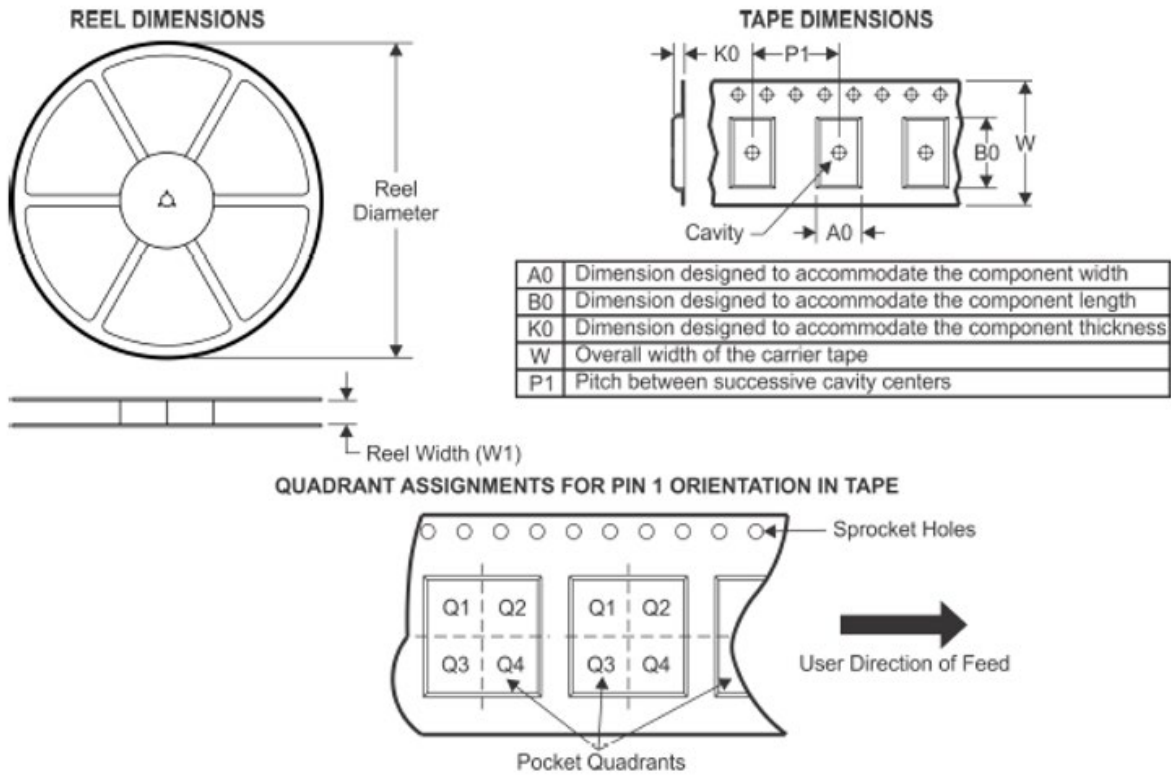 REEL DIMENSIONS
Reel
Diameter
Reel Width (W1)
TAPE DIMENSIONS
K0
P1
B0
W
Cavity
A0
A0 Dimension designed to accommodate the component width
B0 Dimension designed to accommodate the component length
K0 Dimension designed to accommodate the component thickness
W Overall width of the carrier tape
P1 Pitch between successive cavity centers
QUADRANT ASSIGNMENTS FOR PIN 1 ORIENTATION IN TAPE
Sprocket Holes
Q1 Q2 Q1 Q2
Q3 Q4 Q3 Q4
User Direction of Feed
Pocket Quadrants